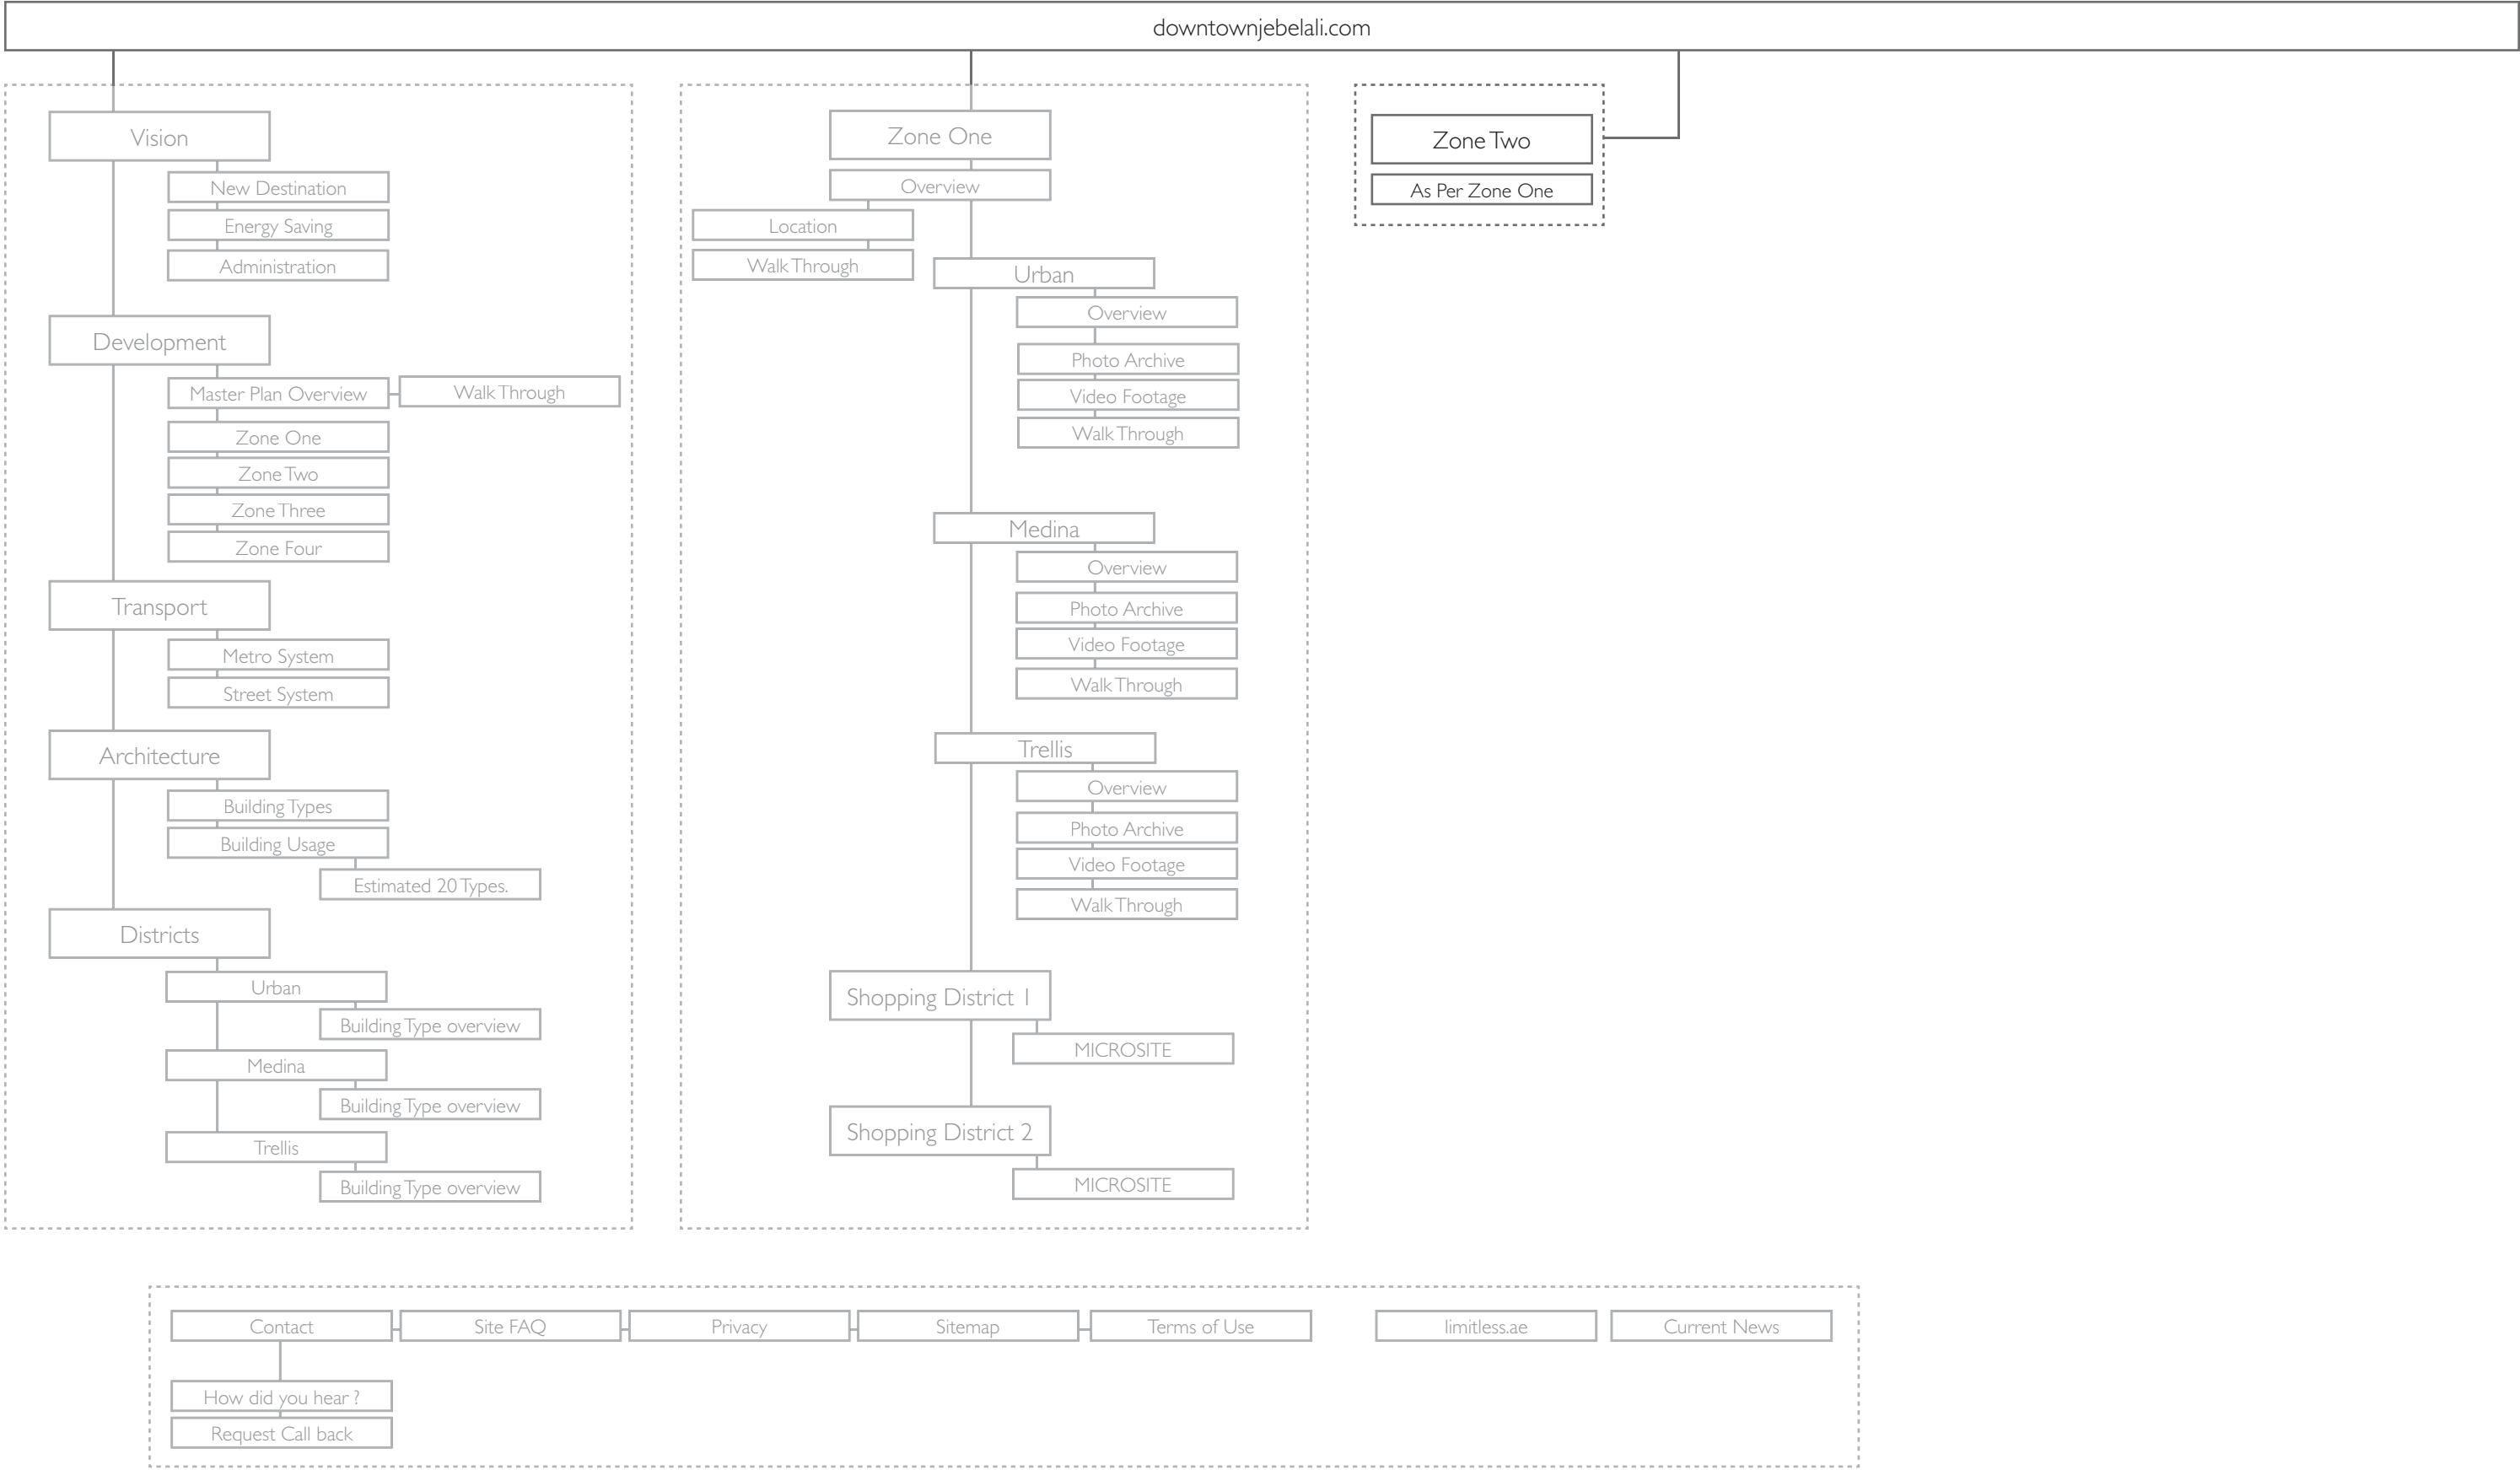 downtownjebelali.com
Vision
New Destination
Energy Saving
Administration
Development
Master Plan Overview
Walk Through
Zone One
Zone Two
Zone Three
Zone Four
Transport
Metro System
Street System
Architecture
Building Types
Building Usage
Estimated 20 Types.
Districts
Urban
Building Type overview
Medina
Building Type overview
Trellis
Building Type overview
Zone One
Overview
Location
Walk Through
Urban
Overview
Photo Archive
Video Footage
Walk Through
Medina
Overview
Photo Archive
Video Footage
Walk Through
Trellis
Overview
Photo Archive
Video Footage
Walk Through
Shopping District 1
MICROSITE
Shopping District 2
MICROSITE
Zone Two
As Per Zone One
Contact
Site FAQ
Privacy
Sitemap
Terms of Use
limitless.ae
Current News
How did you hear ?
Request Call back